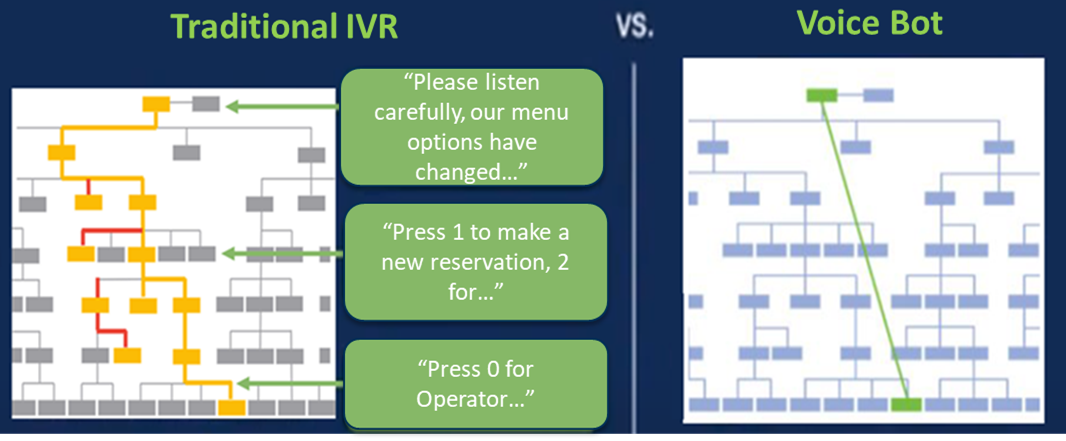 Traditional IVR
VS.
Voice Bot
“Please listen
carefully, our menu
options have
changed…”
“Press 1 to make a
new reservation, 2
for…”
“Press 0 for
Operator…”